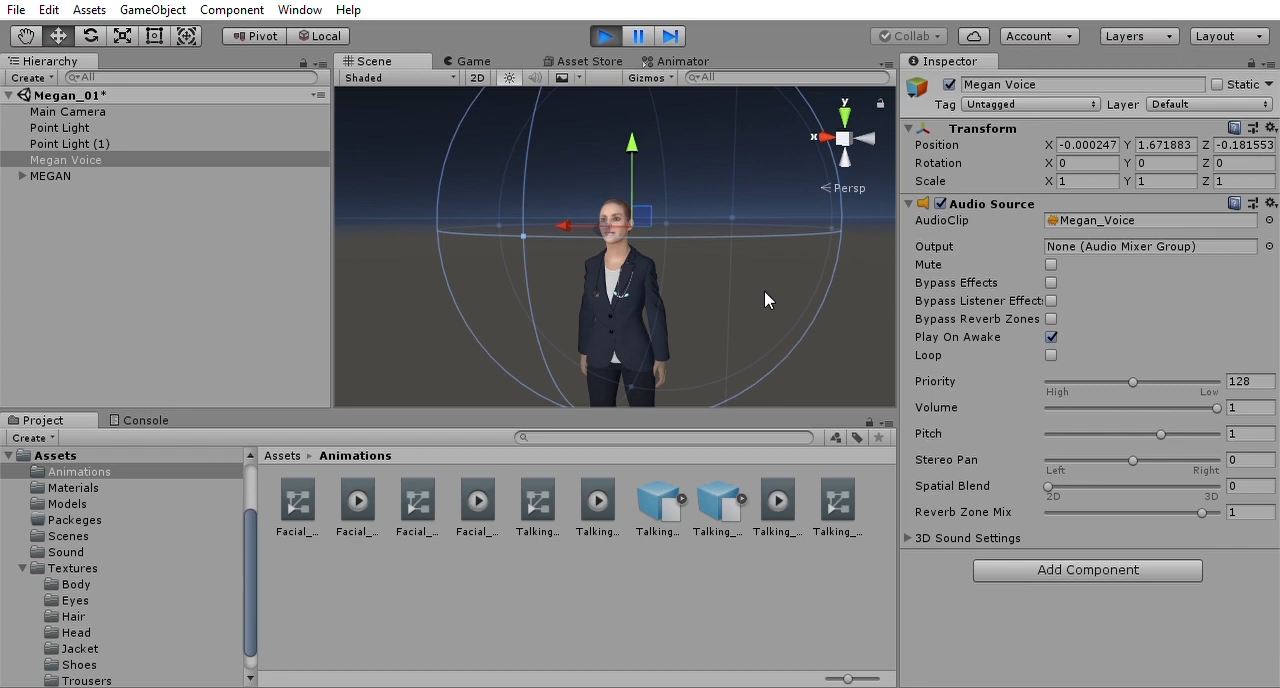 File Edit Assets GameObject Component Window Help
Pivot Local Collab Account Layers Layout
Hierarchy
Create All
Megan_01*
Main Camera
Point Light
Point Light (1)
Megan Voice
MEGAN
Scene Game Asset Store Animator
Shaded 2D Gizmos All
y
x
Persp
Inspector
Megan Voice Static
Tag Untagged Layer Default
Transform
Position X -0.000247 Y 1.671883 Z -0.181553
Rotation X 0 Y 0 Z 0
Scale X 1 Y 1 Z 1
Audio Source
AudioClip Megan_Voice
Output None (Audio Mixer Group)
Mute
Bypass Effects
Bypass Listener Effects
Bypass Reverb Zones
Play On Awake
Loop
Priority 128
High Low
Volume 1
Pitch 1
Stereo Pan 0
Left Right
Spatial Blend 0
2D 3D
Reverb Zone Mix 1
3D Sound Settings
Add Component
Project Console
Create
Assets
Animations
Materials
Models
Packeges
Scenes
Sound
Textures
Body
Eyes
Hair
Head
Jacket
Shoes
Trousers
Assets Animations
Facial_... Facial_... Facial_... Facial_... Talking... Talking... Talking... Talking_... Talking_... Talking_...